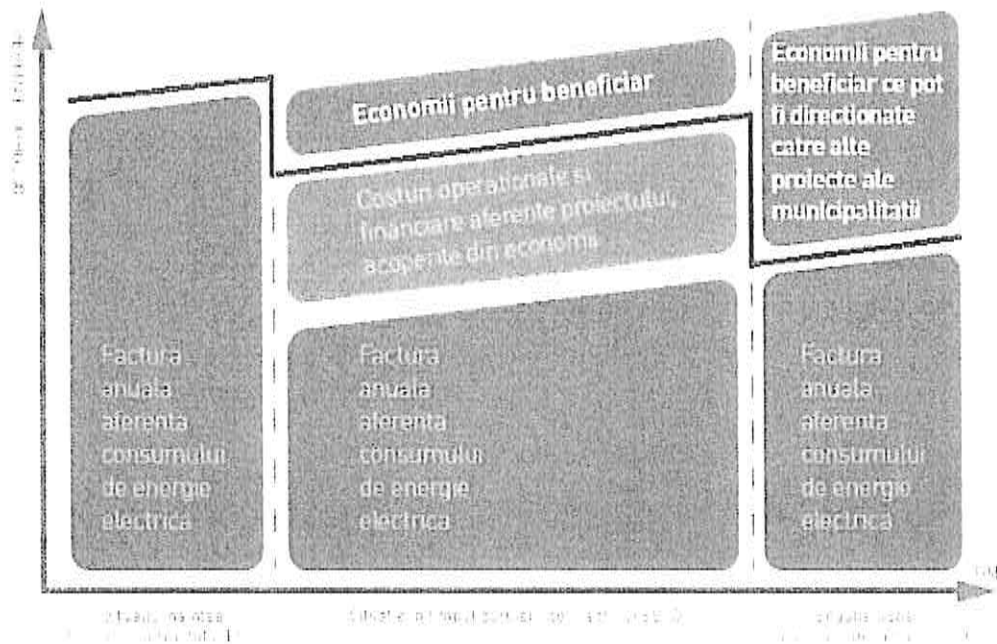 Economii pentru beneficiar
Economii pentru
beneficiar ce pot
fi directionate
catre alte
proiecte ale
municipalitatii
Costuri operationale si
financiare aferente proiectului,
acoperite din economii
Factura
anuala
aferenta
consumului
de energie
electrica
Factura
anuala
aferenta
consumului
de energie
electrica
Factura
anuala
aferenta
consumului
de energie
electrica